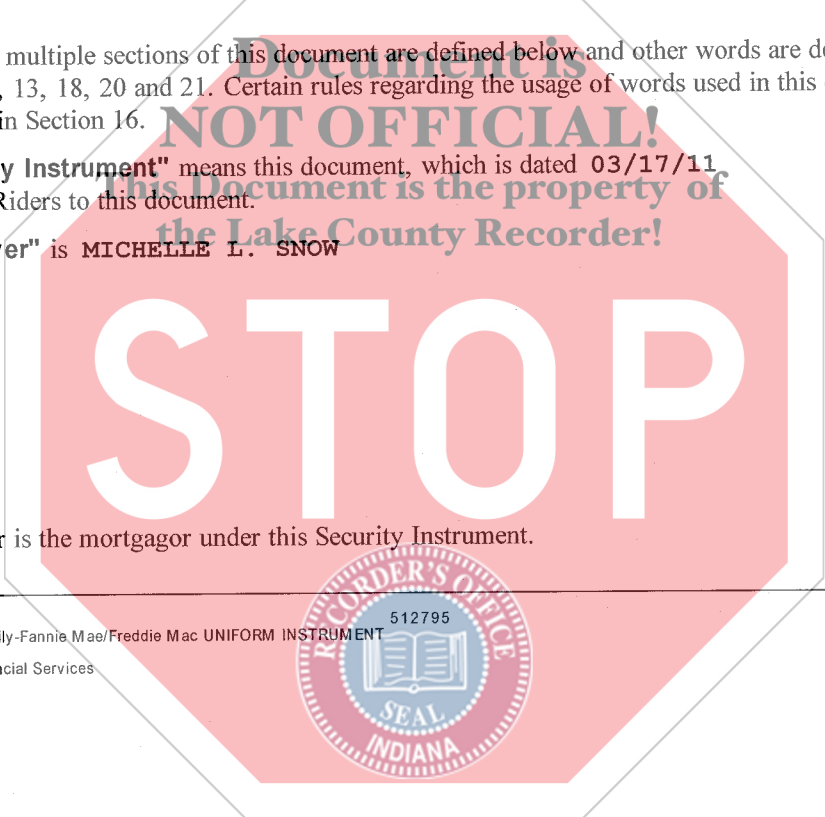 Document is
multiple sections of this document are defined below and other words are de
, 13, 18, 20 and 21. Certain rules regarding the usage of words used in this
in Section 16.
NOT OFFICIAL!
y Instrument" means this document, which is dated 03/17/11
This Document is the property of
Riders to this document.
the Lake County Recorder!
er" is MICHELLE L. SNOW
STOP
r is the mortgagor under this Security Instrument.
RECORDER'S OFFICE
512795
ly-Fannie Mae/Freddie Mac UNIFORM INSTRUMENT
ncial Services
SEAL
INDIANA